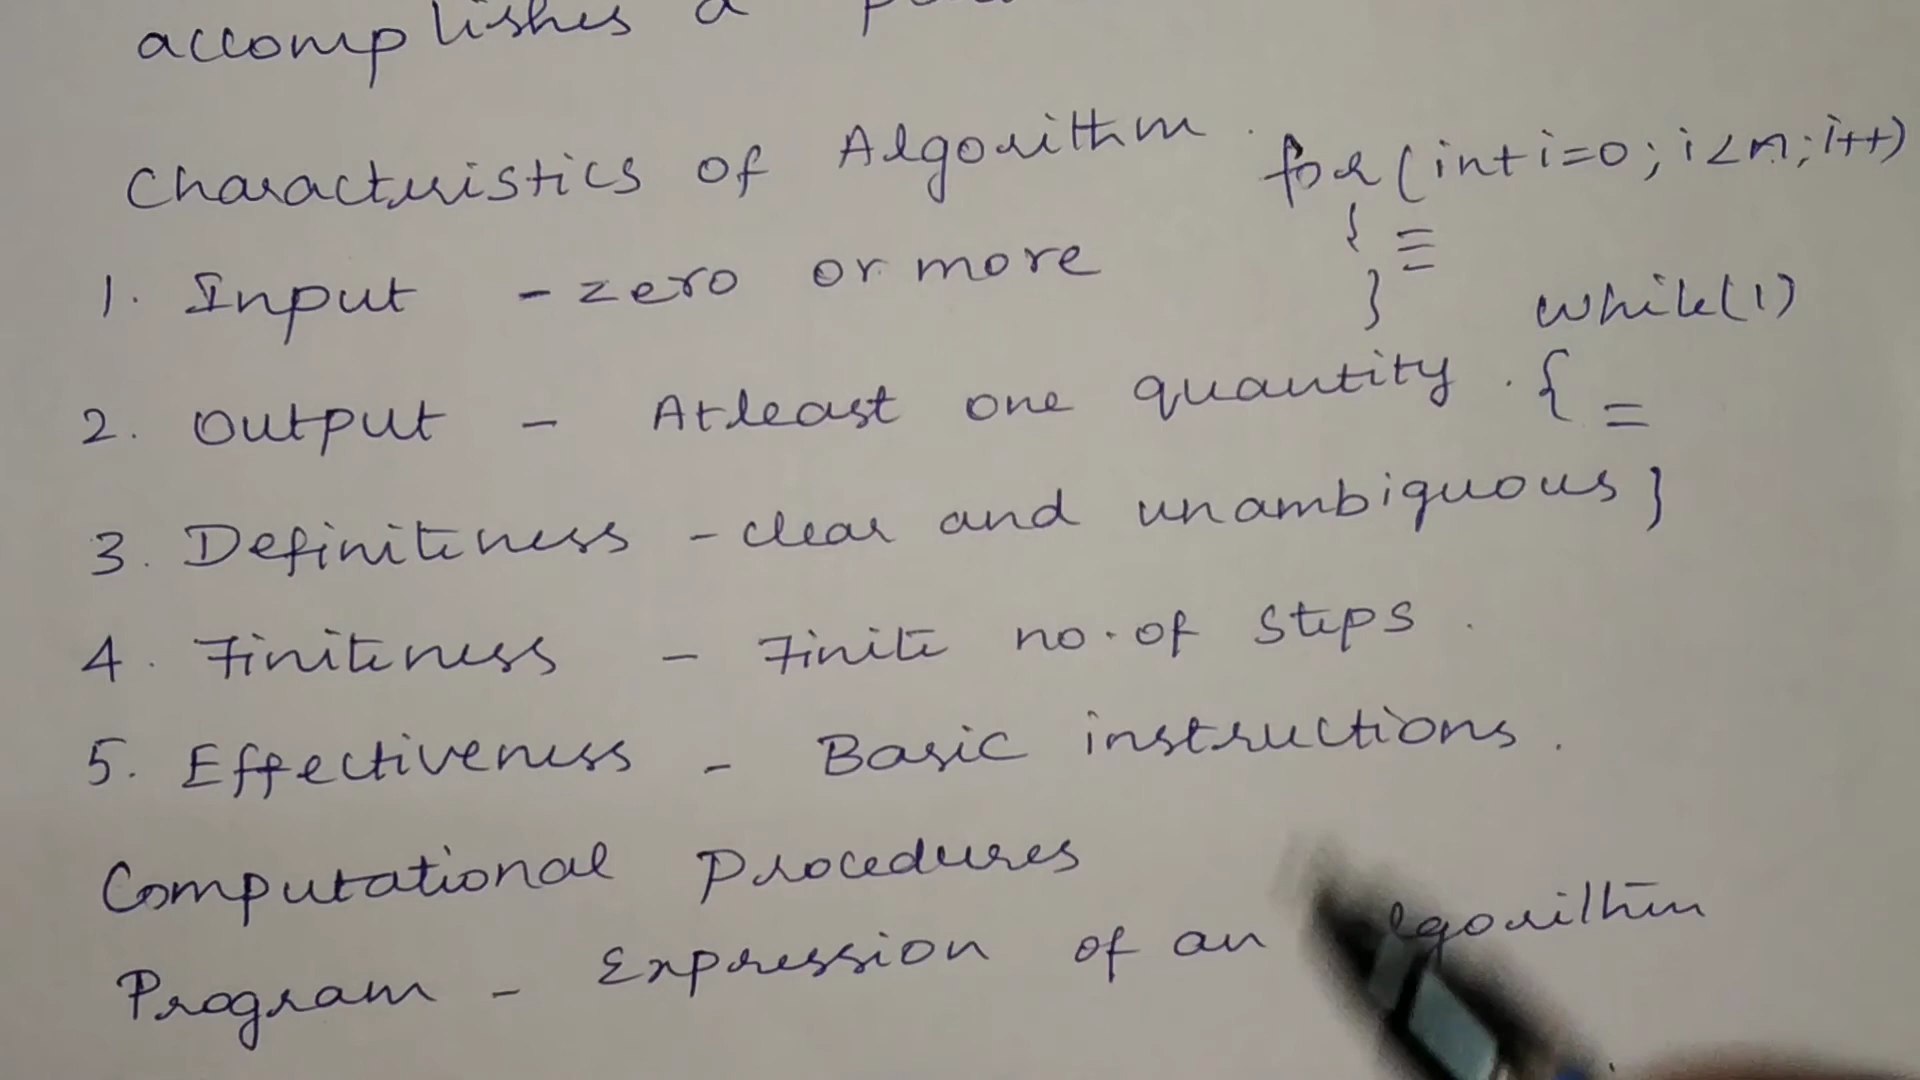 accomplishes a
Characteristics of Algorithm.
for(int i=0; i<n; i++)
{ =
}
1. Input - zero or more
while(1)
{ =
}
2. Output - Atleast one quantity.
3. Definiteness - clear and unambiguous
4. Finiteness - Finite no. of steps.
5. Effectiveness - Basic instructions.
Computational Procedures
Program - Expression of an algorithm